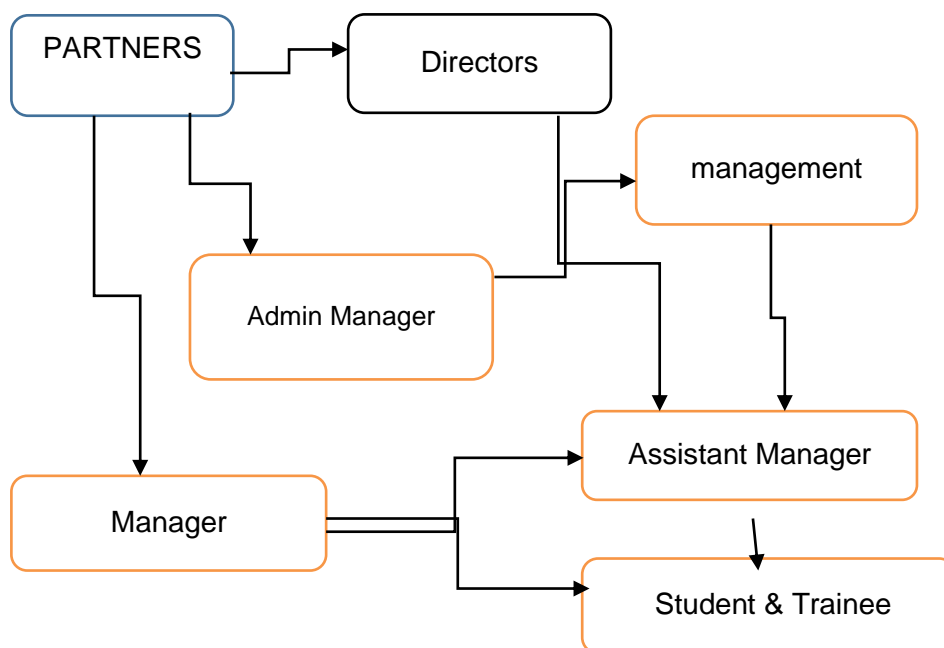 PARTNERS
Directors
management
Admin Manager
Assistant Manager
Manager
Student & Trainee